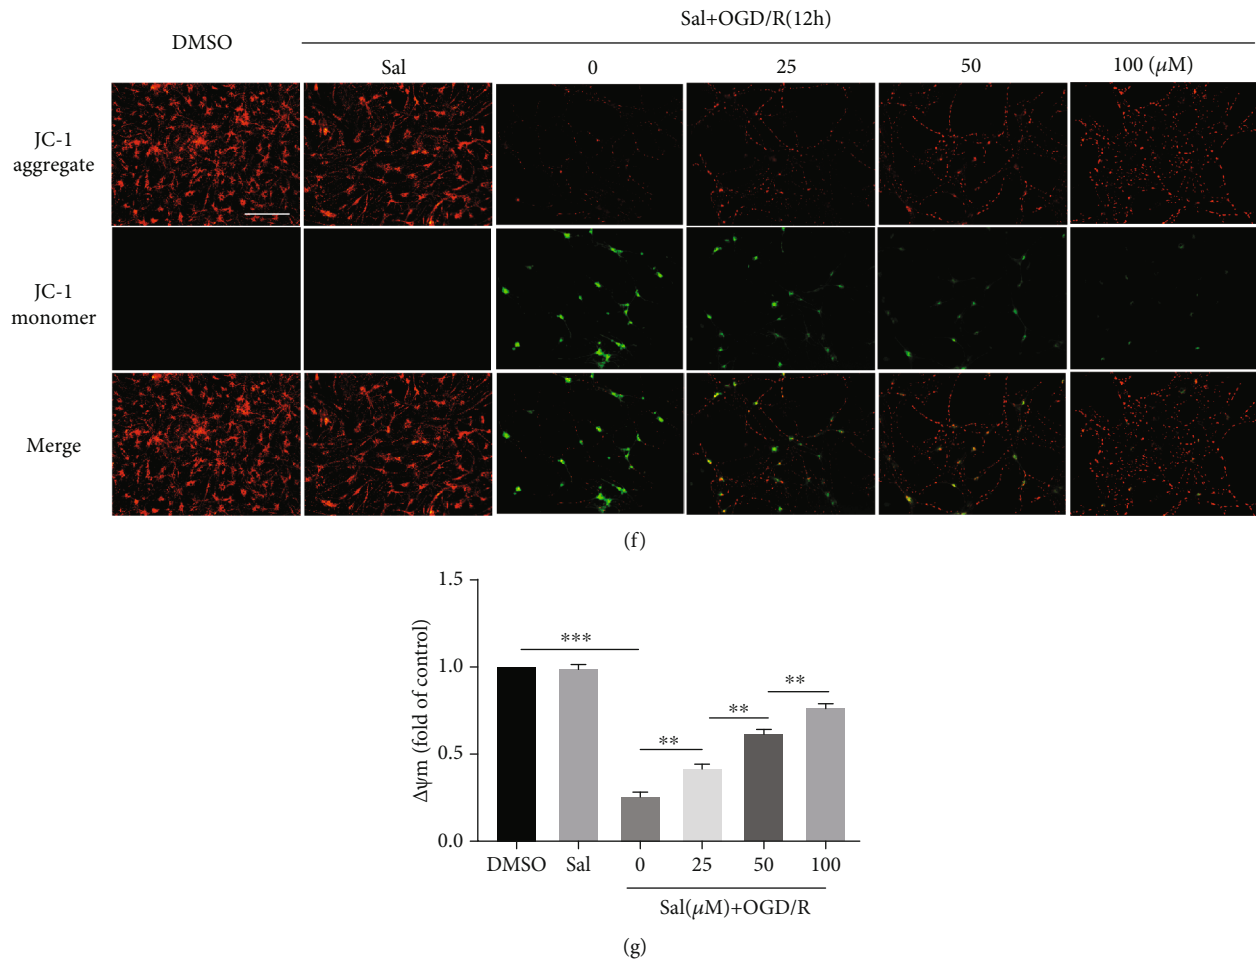 Sal+OGD/R(12h)
DMSO
Sal 0 25 50 100 (μM)
JC-1
aggregate
JC-1
monomer
Merge
(f)
Δψm (fold of control)
1.5
1.0
0.5
0.0
***
**
**
**
DMSO Sal 0 25 50 100
Sal(μM)+OGD/R
(g)